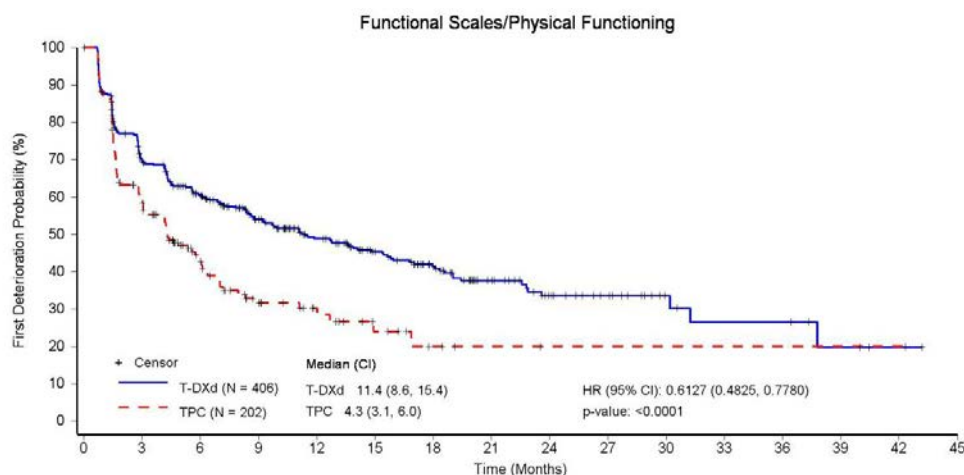 Functional Scales/Physical Functioning
First Deterioration Probability (%)
100
90
80
70
60
50
40
30
20
10
0
+ Censor
T-DXd (N = 406)
TPC (N = 202)
Median (CI)
T-DXd 11.4 (8.6, 15.4)
TPC 4.3 (3.1, 6.0)
HR (95% CI): 0.6127 (0.4825, 0.7780)
p-value: <0.0001
0 3 6 9 12 15 18 21 24 27 30 33 36 39 42 45
Time (Months)